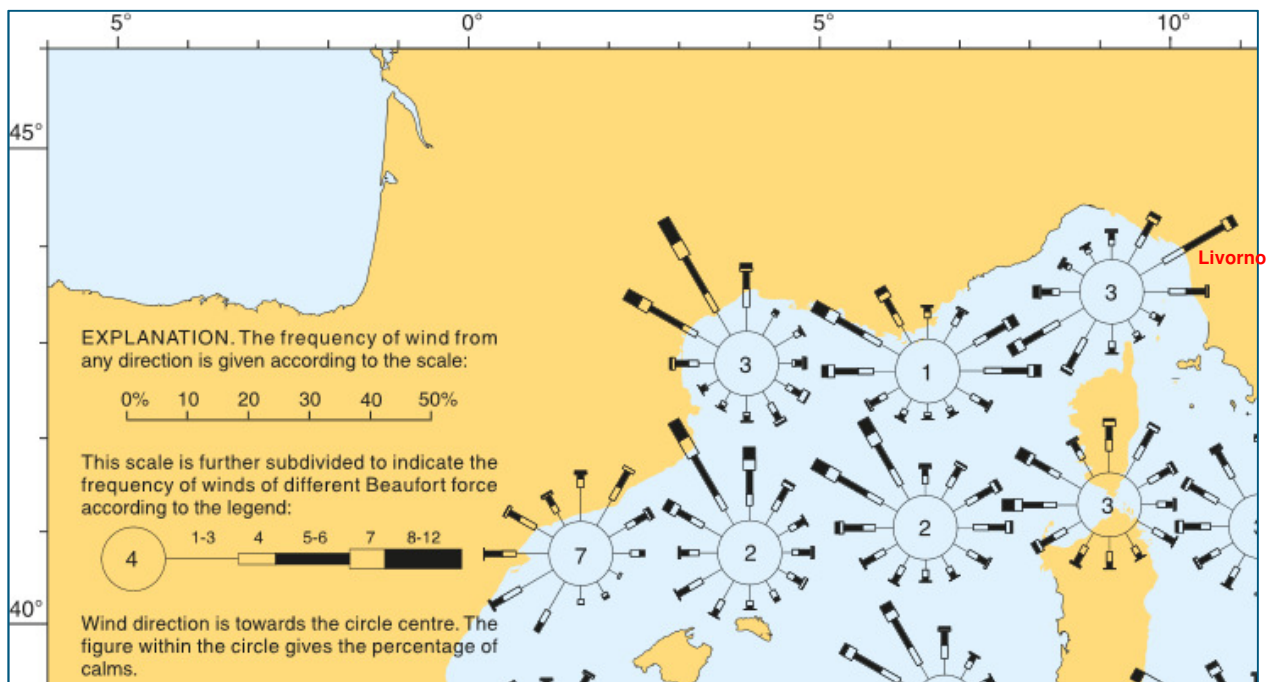 5° 0° 5° 10°
45°
Livorno
3
EXPLANATION. The frequency of wind from
any direction is given according to the scale:
3
1
0% 10 20 30 40 50%
This scale is further subdivided to indicate the
frequency of winds of different Beaufort force
according to the legend:
3
2
1-3 4 5-6 7 8-12
4
7
2
40°
Wind direction is towards the circle centre. The
figure within the circle gives the percentage of
calms.